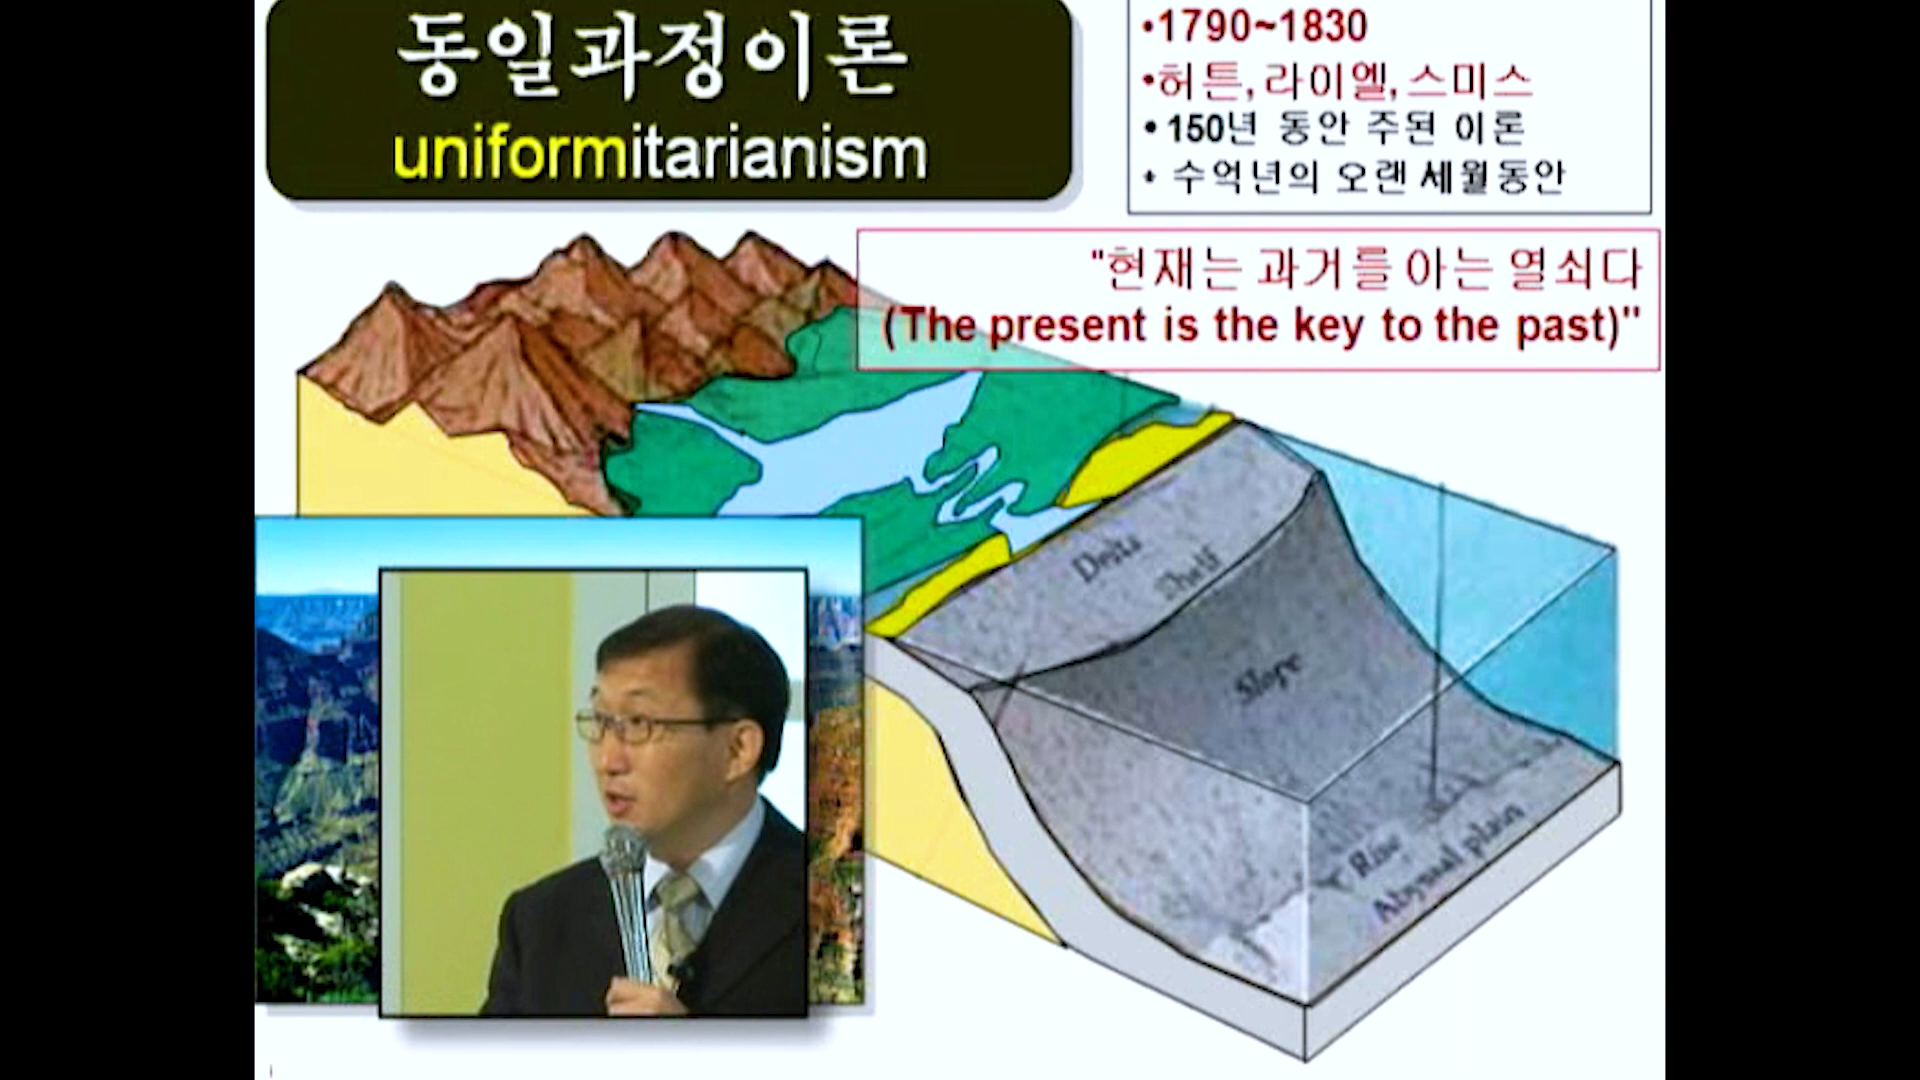 동일과정이론
uniformitarianism
•1790~1830
•허튼, 라이엘, 스미스
•150년 동안 주된 이론
• 수억년의 오랜 세월동안
"현재는 과거를 아는 열쇠다
(The present is the key to the past)"
Delta
Shelf
Slope
Rise
Abyssal plain